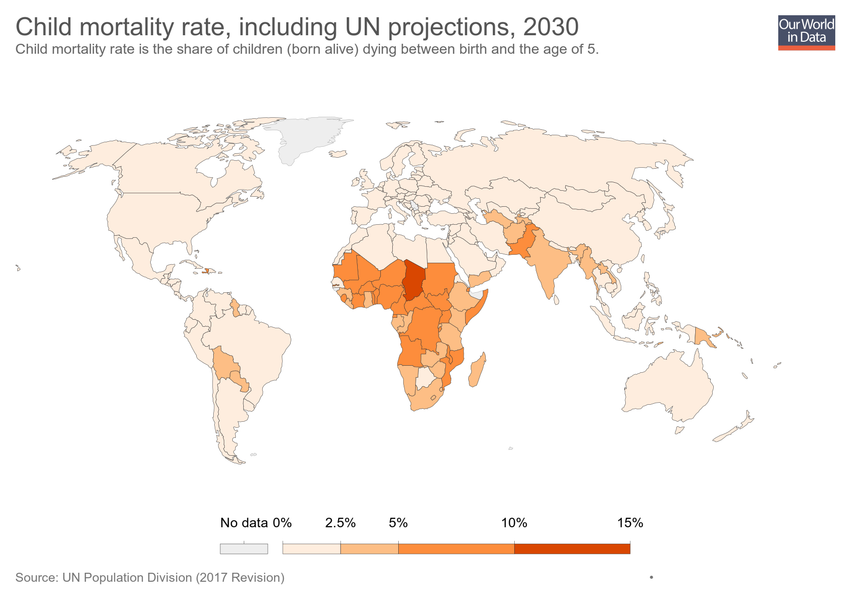 Child mortality rate, including UN projections, 2030
Child mortality rate is the share of children (born alive) dying between birth and the age of 5.
Our World
in Data
No data 0% 2.5% 5% 10% 15%
Source: UN Population Division (2017 Revision)